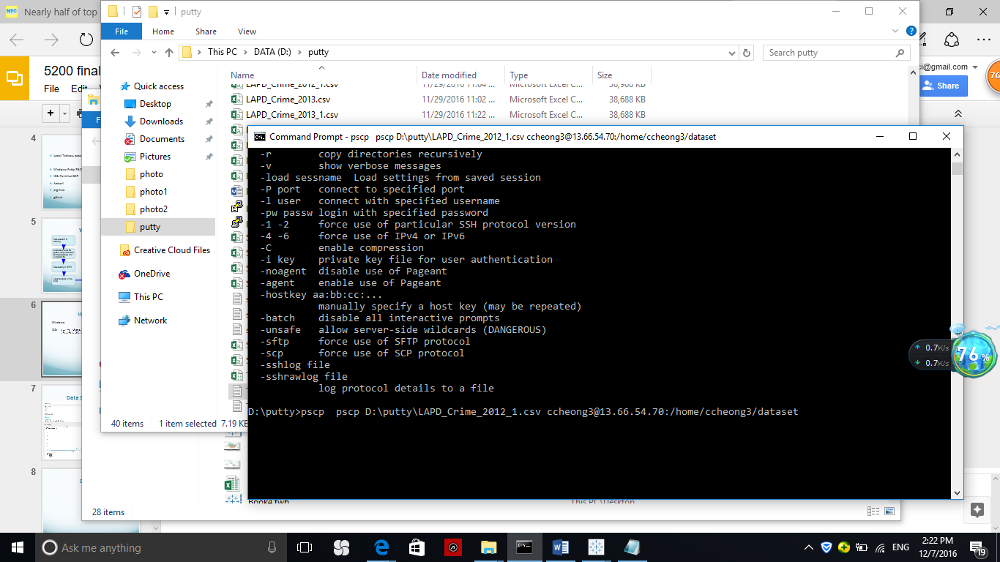 Nearly half of top
putty
File Home Share View
This PC DATA (D:) putty
Search putty
5200 final
File Edit
ci@gmail.com
Share
76
Quick access
Desktop
Downloads
Documents
Pictures
photo
photo1
photo2
putty
Creative Cloud Files
OneDrive
This PC
Network
Name Date modified Type Size
LAPD_Crime_2012_1.csv 11/29/2016 11:04 ... Microsoft Excel C... 38,908 KB
LAPD_Crime_2013.csv 11/29/2016 11:02 ... Microsoft Excel C... 38,688 KB
LAPD_Crime_2013_1.csv 11/29/2016 11:22 ... Microsoft Excel C... 38,688 KB
40 items 1 item selected 7.19 KB
Command Prompt - pscp pscp D:\putty\LAPD_Crime_2012_1.csv ccheong3@13.66.54.70:/home/ccheong3/dataset
-r copy directories recursively
-v show verbose messages
-load sessname Load settings from saved session
-P port connect to specified port
-l user connect with specified username
-pw passw login with specified password
-1 -2 force use of particular SSH protocol version
-4 -6 force use of IPv4 or IPv6
-C enable compression
-i key private key file for user authentication
-noagent disable use of Pageant
-agent enable use of Pageant
-hostkey aa:bb:cc:...
manually specify a host key (may be repeated)
-batch disable all interactive prompts
-unsafe allow server-side wildcards (DANGEROUS)
-sftp force use of SFTP protocol
-scp force use of SCP protocol
-sshlog file
-sshrawlog file
log protocol details to a file
D:\putty>pscp pscp D:\putty\LAPD_Crime_2012_1.csv ccheong3@13.66.54.70:/home/ccheong3/dataset
0.7K/s
0.7K/s
76%
4
5
6
Windows:
7
Data
8
Book4.twb This PC\Desktop
28 items
Ask me anything
ENG
2:22 PM
12/7/2016
19